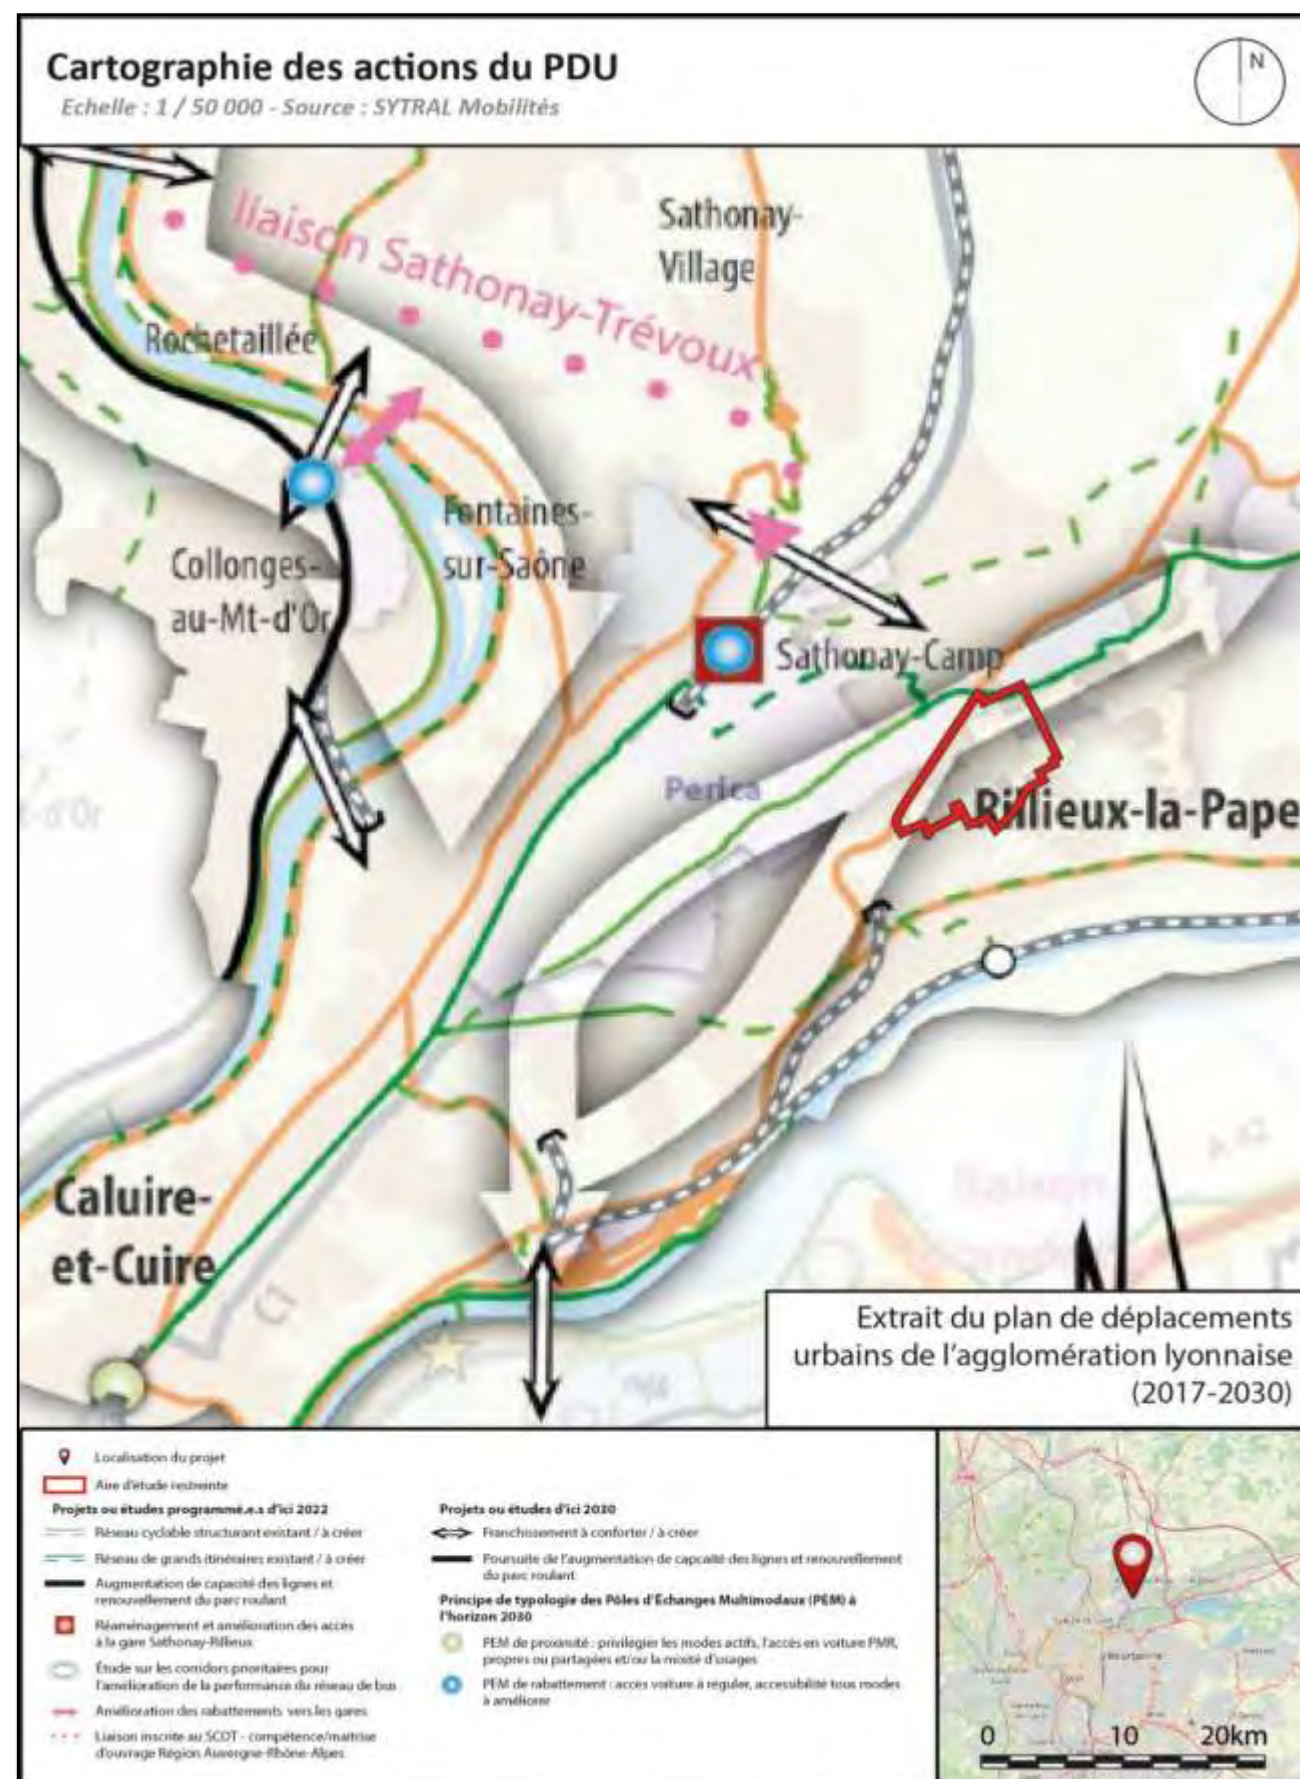 Cartographie des actions du PDU
Echelle : 1 / 50 000 - Source : SYTRAL Mobilités
N
liaison Sathonay-Trévoux
Sathonay-
Village
Rochetaillée
Fontaines-
sur-Saône
Collonges-
au-Mt-d'Or
Sathonay-Camp
t-d'Or
Perica
Rillieux-la-Pape
Caluire-
et-Cuire
C1
A 42
liaison
Extrait du plan de déplacements
urbains de l'agglomération lyonnaise
(2017-2030)
Localisation du projet
Aire d'étude restreinte
Projets ou études programmé.e.s d'ici 2022
Réseau cyclable structurant existant / à créer
Réseau de grands itinéraires existant / à créer
Augmentation de capacité des lignes et
renouvellement du parc roulant
Réaménagement et amélioration des accès
à la gare Sathonay-Rillieux
Étude sur les corridors prioritaires pour
l'amélioration de la performance du réseau de bus
Amélioration des rabattements vers les gares
Liaison inscrite au SCOT - compétence/maitrise
d'ouvrage Région Auvergne-Rhône-Alpes
Projets ou études d'ici 2030
Franchissement à conforter / à créer
Poursuite de l'augmentation de capcaité des lignes et renouvellement
du parc roulant
Principe de typologie des Pôles d'Échanges Multimodaux (PEM) à
l'horizon 2030
PEM de proximité : privilégier les modes actifs, l'accès en voiture PMR,
propres ou partagées et/ou la mixité d'usages
PEM de rabattement : accès voiture à réguler, accessibilité tous modes
à améliorer
0 10 20km